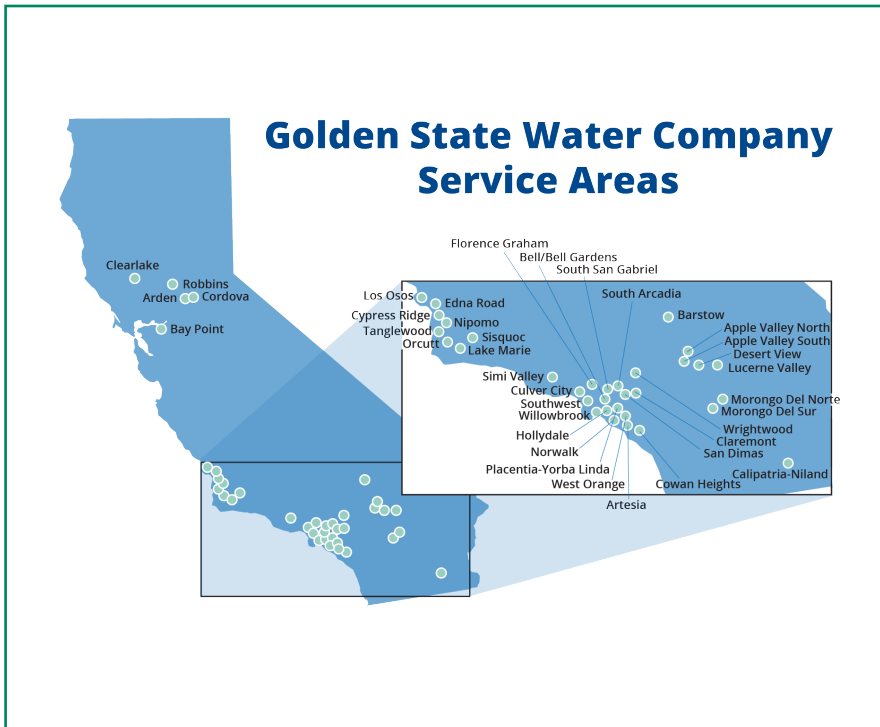 Golden State Water Company
Service Areas
Florence Graham
Bell/Bell Gardens
South San Gabriel
Clearlake
Robbins
Arden
Cordova
Bay Point
Los Osos
Edna Road
South Arcadia
Cypress Ridge
Nipomo
Barstow
Tanglewood
Sisquoc
Apple Valley North
Orcutt
Lake Marie
Apple Valley South
Desert View
Lucerne Valley
Simi Valley
Culver City
Southwest
Morongo Del Norte
Willowbrook
Morongo Del Sur
Hollydale
Wrightwood
Claremont
Norwalk
San Dimas
Placentia-Yorba Linda
Calipatria-Niland
West Orange
Cowan Heights
Artesia